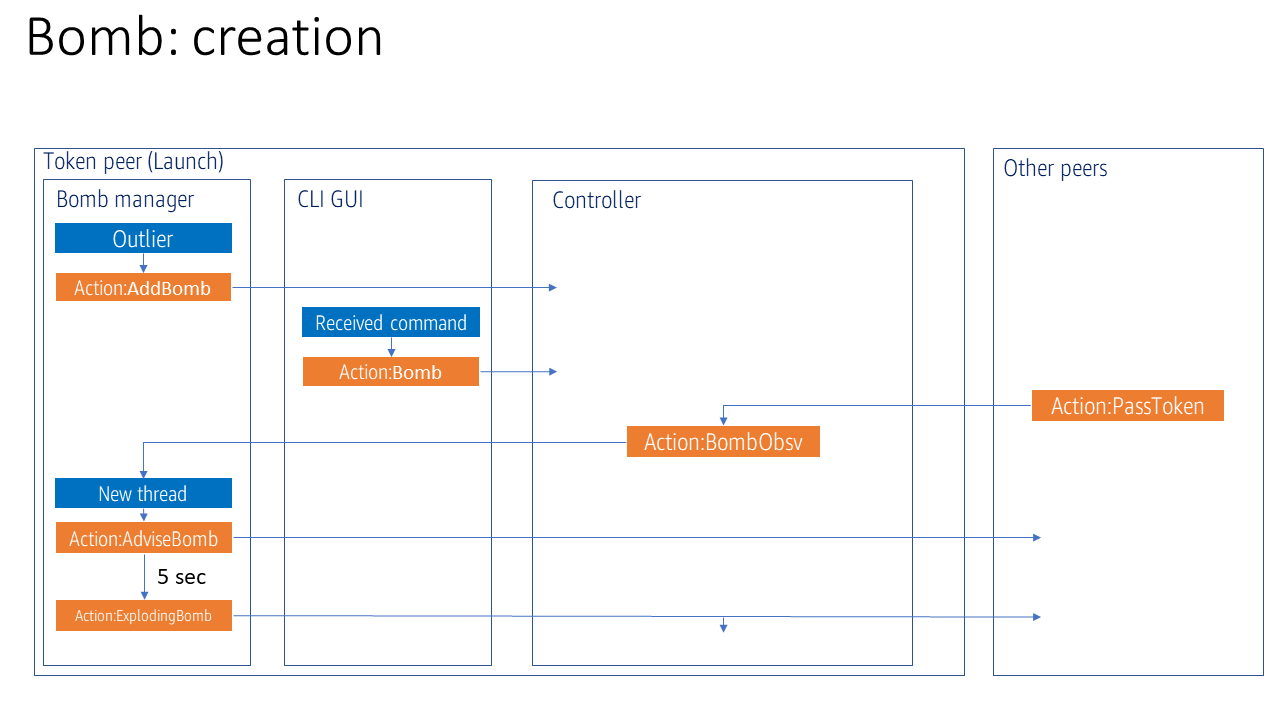 Bomb: creation
Token peer (Launch)
Other peers
Bomb manager
CLI GUI
Controller
Outlier
Action:AddBomb
Received command
Action:Bomb
Action:PassToken
Action:BombObsv
New thread
Action:AdviseBomb
5 sec
Action:ExplodingBomb